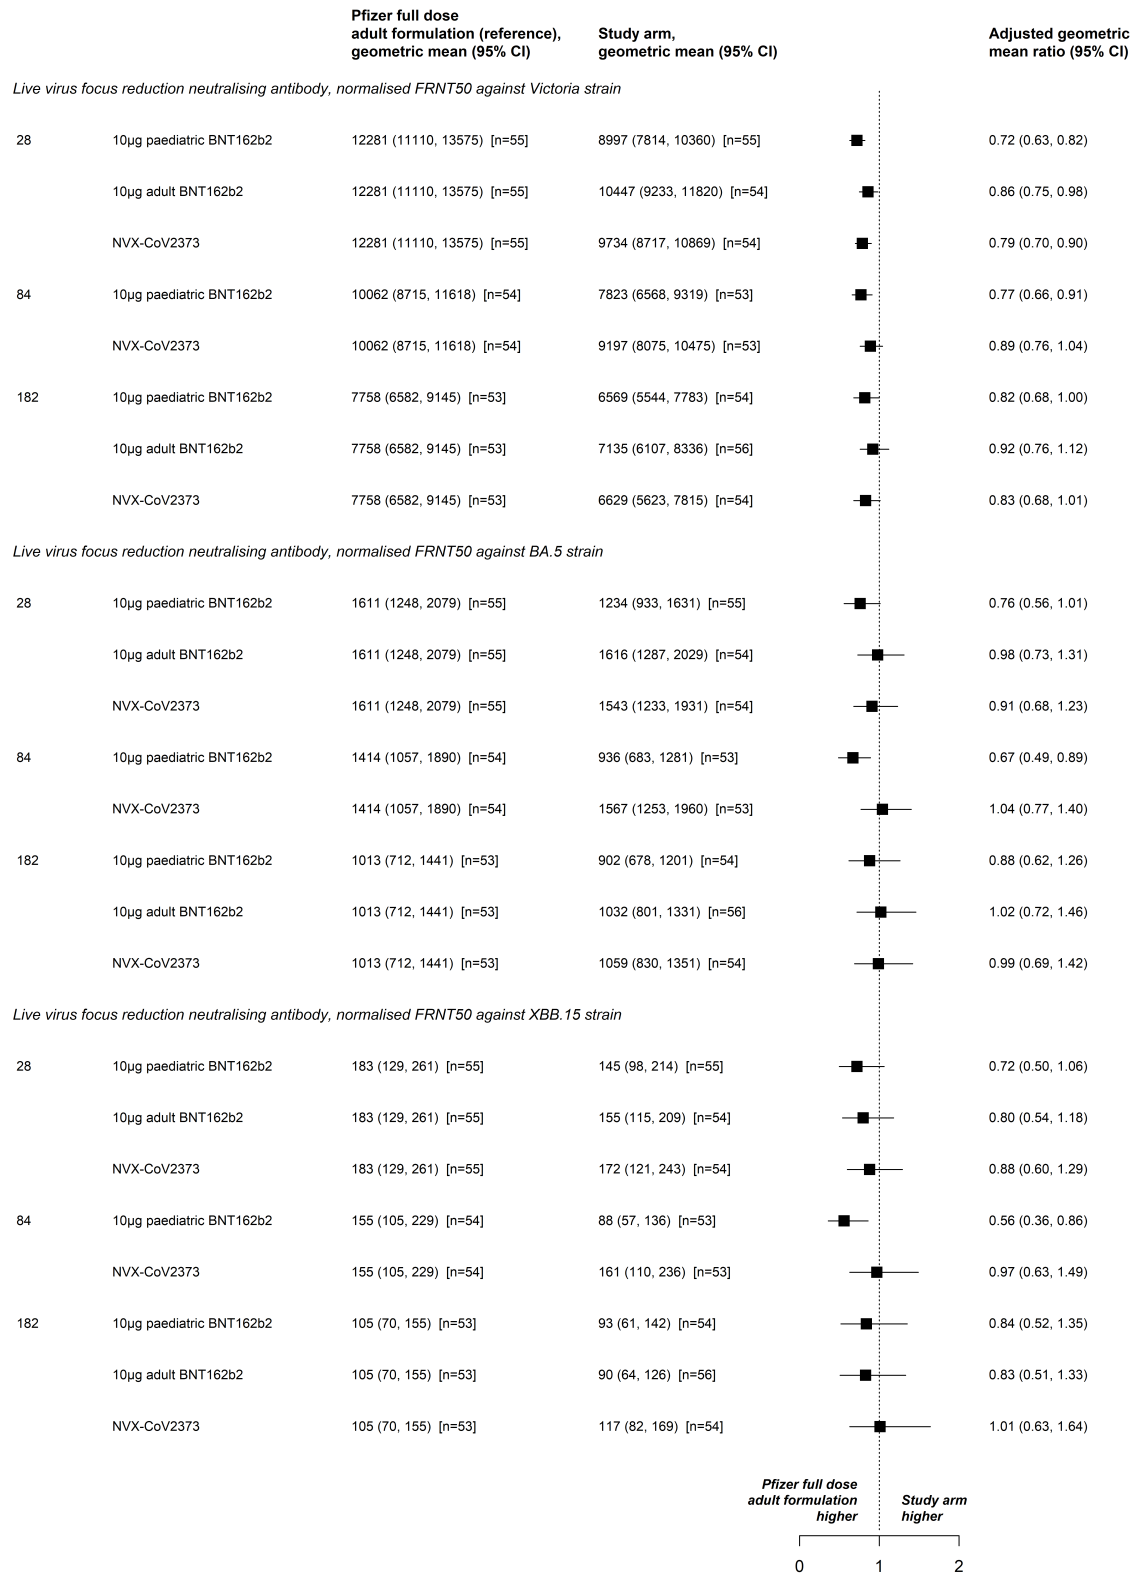 Pfizer full dose
adult formulation (reference),
geometric mean (95% CI)
Study arm,
geometric mean (95% CI)
Adjusted geometric
mean ratio (95% CI)
Live virus focus reduction neutralising antibody, normalised FRNT50 against Victoria strain
28 10µg paediatric BNT162b2 12281 (11110, 13575) [n=55] 8997 (7814, 10360) [n=55] 0.72 (0.63, 0.82)
10µg adult BNT162b2 12281 (11110, 13575) [n=55] 10447 (9233, 11820) [n=54] 0.86 (0.75, 0.98)
NVX-CoV2373 12281 (11110, 13575) [n=55] 9734 (8717, 10869) [n=54] 0.79 (0.70, 0.90)
84 10µg paediatric BNT162b2 10062 (8715, 11618) [n=54] 7823 (6568, 9319) [n=53] 0.77 (0.66, 0.91)
NVX-CoV2373 10062 (8715, 11618) [n=54] 9197 (8075, 10475) [n=53] 0.89 (0.76, 1.04)
182 10µg paediatric BNT162b2 7758 (6582, 9145) [n=53] 6569 (5544, 7783) [n=54] 0.82 (0.68, 1.00)
10µg adult BNT162b2 7758 (6582, 9145) [n=53] 7135 (6107, 8336) [n=56] 0.92 (0.76, 1.12)
NVX-CoV2373 7758 (6582, 9145) [n=53] 6629 (5623, 7815) [n=54] 0.83 (0.68, 1.01)
Live virus focus reduction neutralising antibody, normalised FRNT50 against BA.5 strain
28 10µg paediatric BNT162b2 1611 (1248, 2079) [n=55] 1234 (933, 1631) [n=55] 0.76 (0.56, 1.01)
10µg adult BNT162b2 1611 (1248, 2079) [n=55] 1616 (1287, 2029) [n=54] 0.98 (0.73, 1.31)
NVX-CoV2373 1611 (1248, 2079) [n=55] 1543 (1233, 1931) [n=54] 0.91 (0.68, 1.23)
84 10µg paediatric BNT162b2 1414 (1057, 1890) [n=54] 936 (683, 1281) [n=53] 0.67 (0.49, 0.89)
NVX-CoV2373 1414 (1057, 1890) [n=54] 1567 (1253, 1960) [n=53] 1.04 (0.77, 1.40)
182 10µg paediatric BNT162b2 1013 (712, 1441) [n=53] 902 (678, 1201) [n=54] 0.88 (0.62, 1.26)
10µg adult BNT162b2 1013 (712, 1441) [n=53] 1032 (801, 1331) [n=56] 1.02 (0.72, 1.46)
NVX-CoV2373 1013 (712, 1441) [n=53] 1059 (830, 1351) [n=54] 0.99 (0.69, 1.42)
Live virus focus reduction neutralising antibody, normalised FRNT50 against XBB.15 strain
28 10µg paediatric BNT162b2 183 (129, 261) [n=55] 145 (98, 214) [n=55] 0.72 (0.50, 1.06)
10µg adult BNT162b2 183 (129, 261) [n=55] 155 (115, 209) [n=54] 0.80 (0.54, 1.18)
NVX-CoV2373 183 (129, 261) [n=55] 172 (121, 243) [n=54] 0.88 (0.60, 1.29)
84 10µg paediatric BNT162b2 155 (105, 229) [n=54] 88 (57, 136) [n=53] 0.56 (0.36, 0.86)
NVX-CoV2373 155 (105, 229) [n=54] 161 (110, 236) [n=53] 0.97 (0.63, 1.49)
182 10µg paediatric BNT162b2 105 (70, 155) [n=53] 93 (61, 142) [n=54] 0.84 (0.52, 1.35)
10µg adult BNT162b2 105 (70, 155) [n=53] 90 (64, 126) [n=56] 0.83 (0.51, 1.33)
NVX-CoV2373 105 (70, 155) [n=53] 117 (82, 169) [n=54] 1.01 (0.63, 1.64)
Pfizer full dose
adult formulation
higher
Study arm
higher
0 1 2